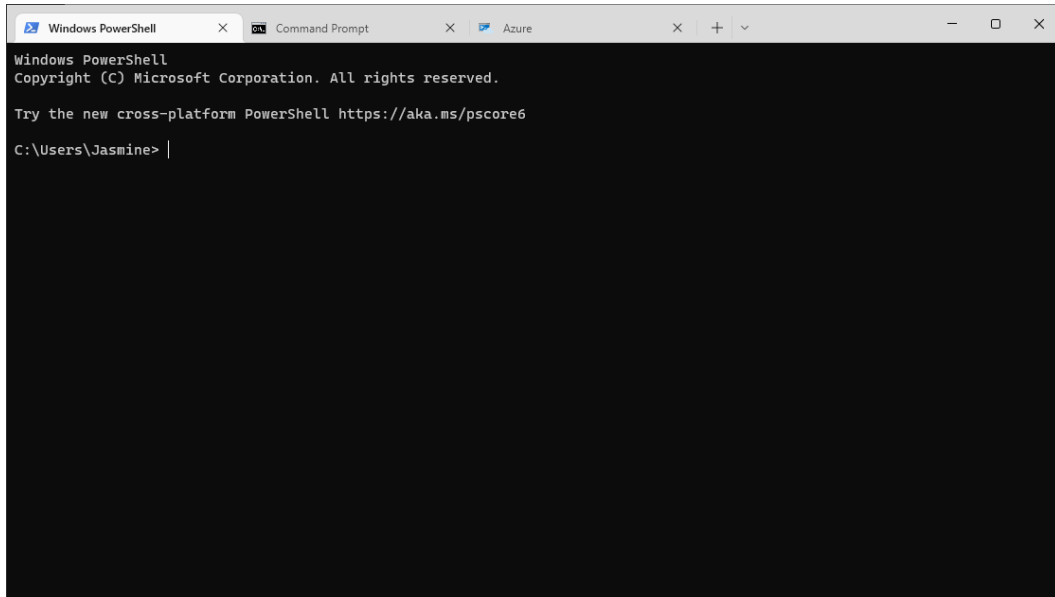 Windows PowerShell Command Prompt Azure
Windows PowerShell
Copyright (C) Microsoft Corporation. All rights reserved.
Try the new cross-platform PowerShell https://aka.ms/pscore6
C:\Users\Jasmine>